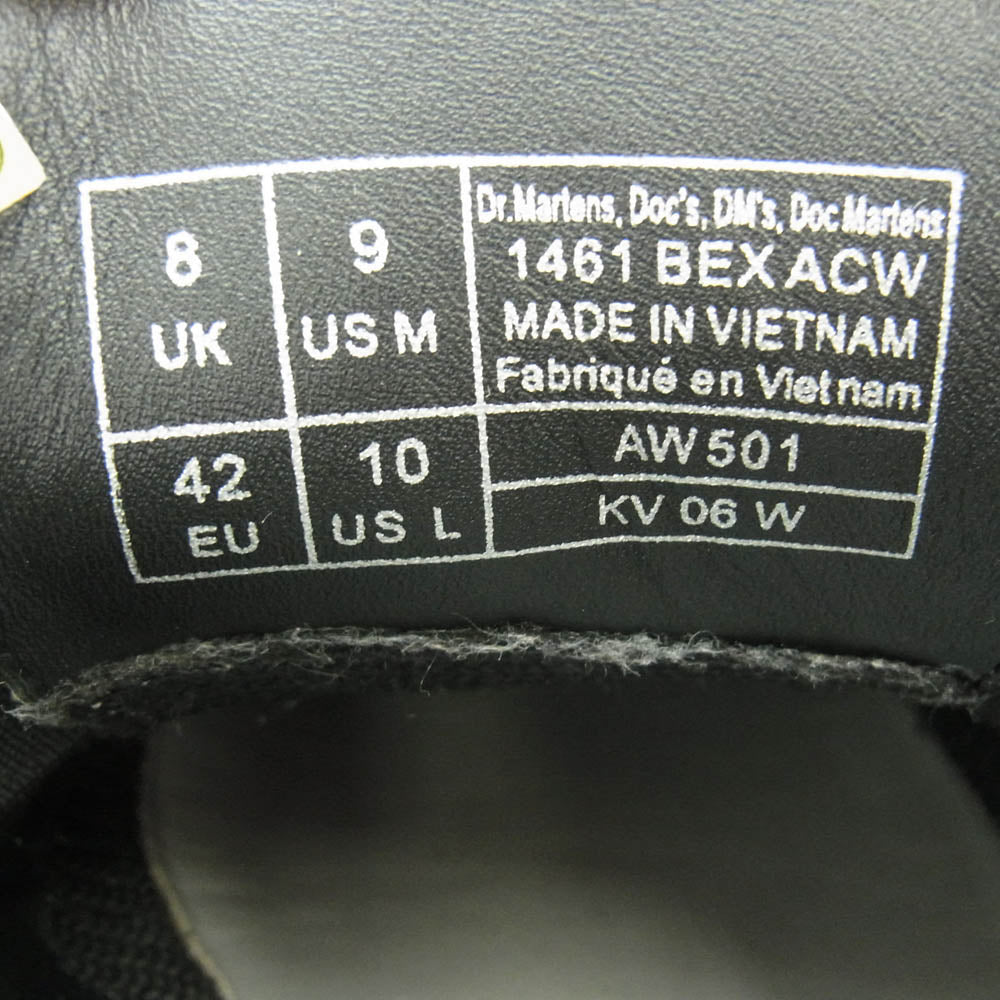 8
UK
9
US M
Dr.Martens, Doc's, DM's, Doc Martens
1461 BEX ACW
MADE IN VIETNAM
Fabriqué en Vietnam
42
EU
10
US L
AW 501
KV 06 W